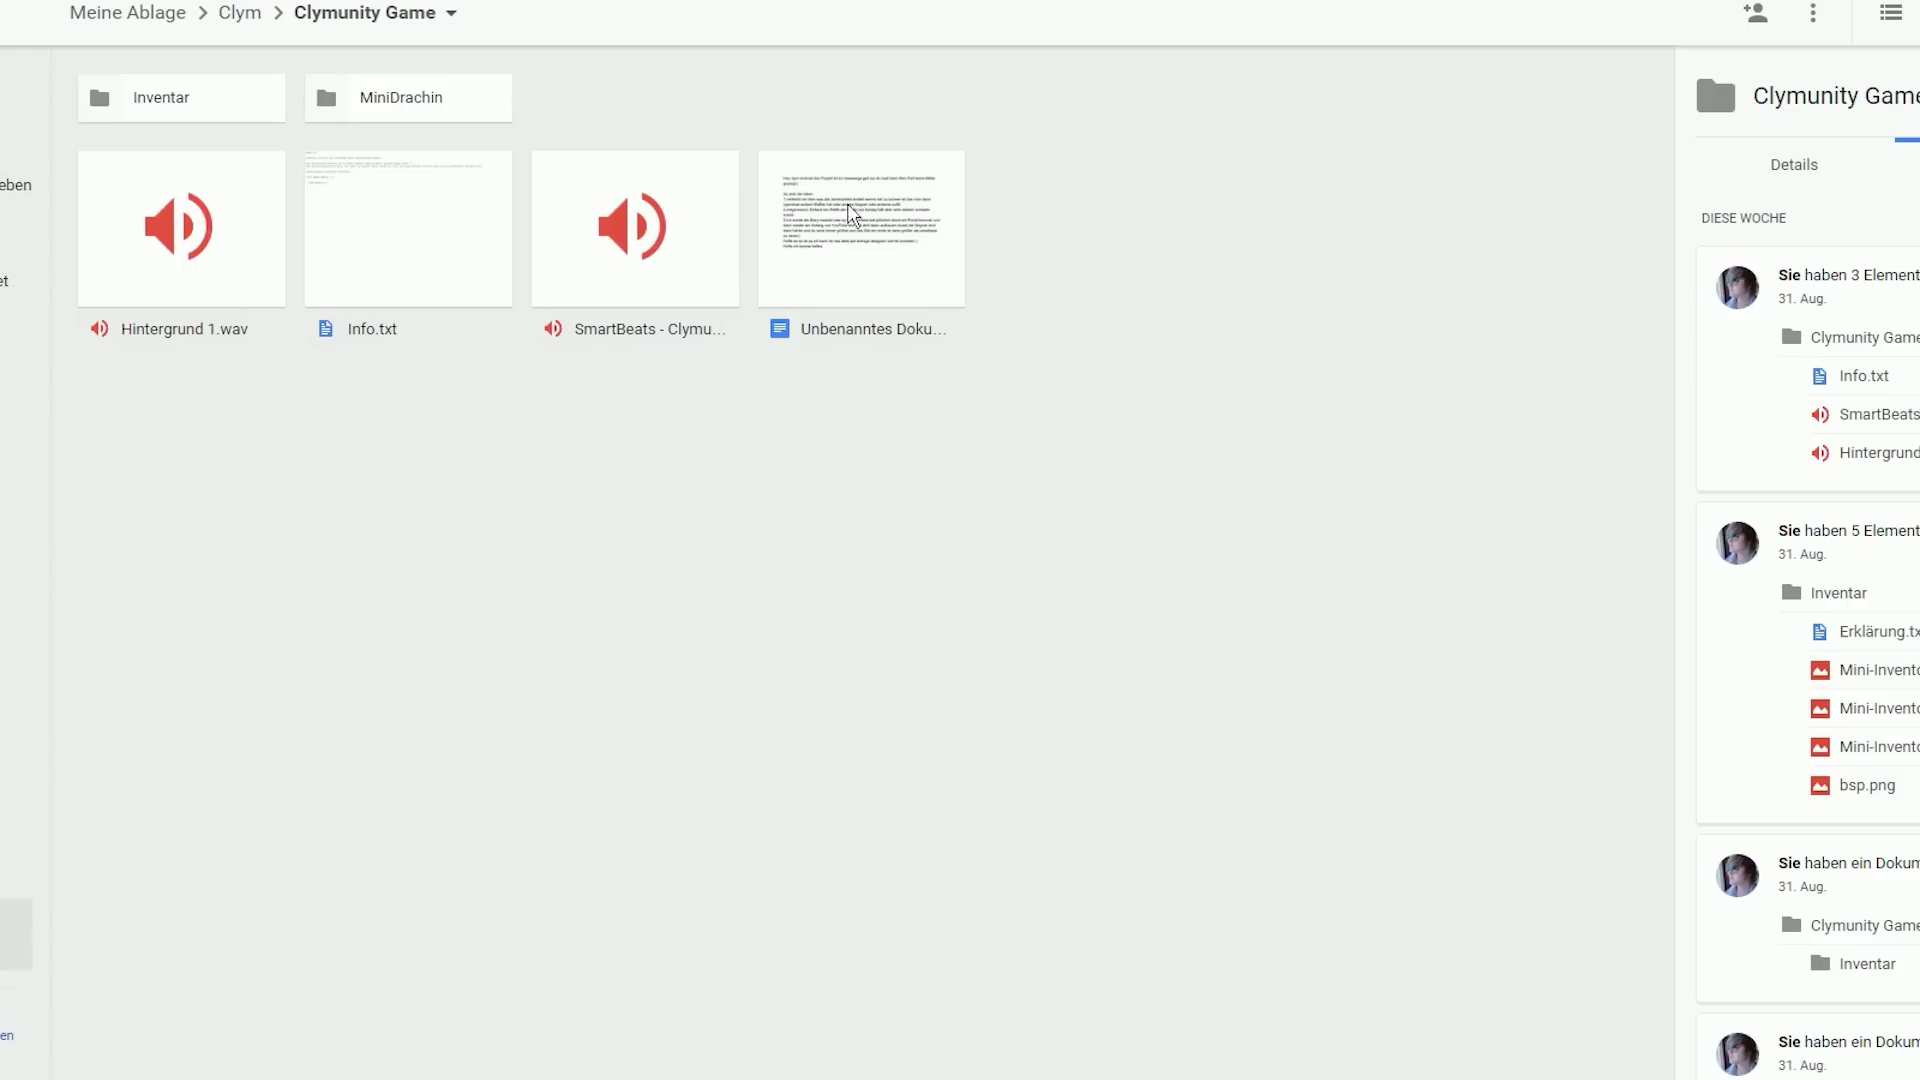 Meine Ablage > Clym > Clymunity Game
Inventar
MiniDrachin
Hintergrund 1.wav
Info.txt
SmartBeats - Clymu...
Unbenanntes Doku...
eben
et
en
Clymunity Game
Details
DIESE WOCHE
Sie haben 3 Element
31. Aug.
Clymunity Game
Info.txt
SmartBeats
Hintergrund
Sie haben 5 Element
31. Aug.
Inventar
Erklärung.tx
Mini-Invento
Mini-Invento
Mini-Invento
bsp.png
Sie haben ein Dokum
31. Aug.
Clymunity Game
Inventar
Sie haben ein Dokum
31. Aug.